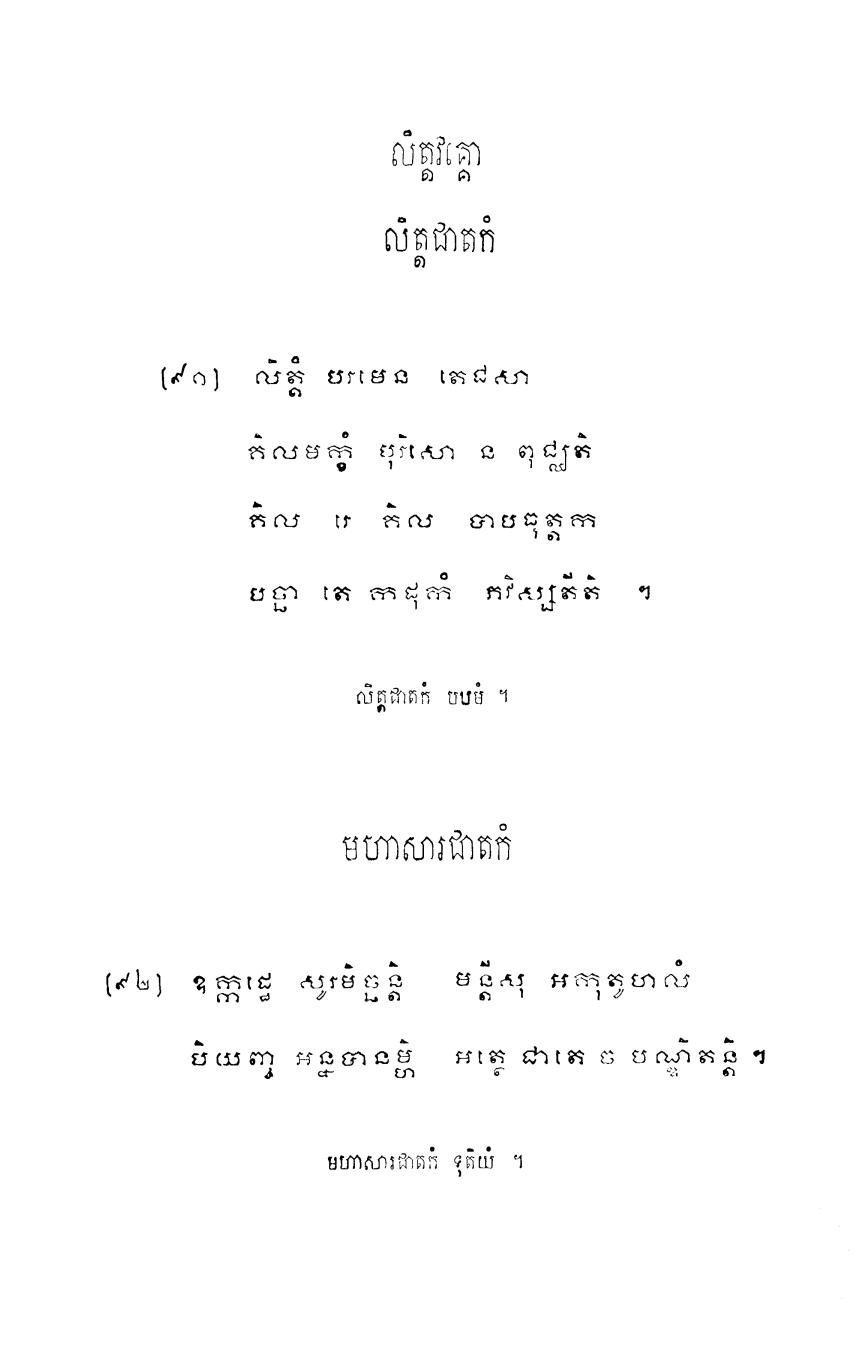 លិត្តវគ្គោ
លិត្តជាតកំ
(៩១) លិត្តំ បរមេន តេជសា
គិលមក្ខំ បុរិសោ ន ពុជ្ឈតិ
គិល រេ គិល បាបធុត្តក
បច្ឆា តេ កដុកំ ភវិស្សតីតិ ។
លិត្តជាតកំ បឋមំ ។
មហាសារជាតកំ
(៩២) ឧក្កដ្ឋេ សូរមិច្ឆន្តិ មន្តីសុ អកុតូហលំ
បិយញ្ច អន្នបានម្ហិ អត្ថេ ជាតេ ច បណ្ឌិតន្តិ ។
មហាសារជាតកំ ទុតិយំ ។